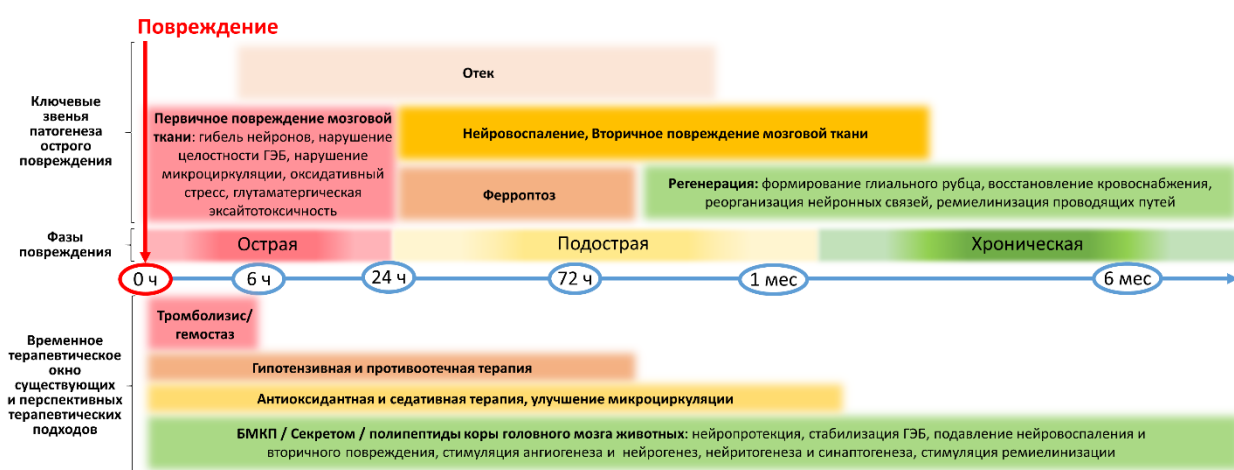 Повреждение
Ключевые
звенья
патогенеза
острого
повреждения
Отек
Первичное повреждение мозговой
ткани: гибель нейронов, нарушение
целостности ГЭБ, нарушение
микроциркуляции, оксидативный
стресс, глутаматергическая
эксайтотоксичность
Нейровоспаление, Вторичное повреждение мозговой ткани
Ферроптоз
Регенерация: формирование глиального рубца, восстановление кровоснабжения,
реорганизация нейронных связей, ремиелинизация проводящих путей
Фазы
повреждения
Острая
Подострая
Хроническая
0 ч
6 ч
24 ч
72 ч
1 мес
6 мес
Временное
терапевтическое
окно
существующих
и перспективных
терапевтических
подходов
Тромболизис/
гемостаз
Гипотензивная и противоотечная терапия
Антиоксидантная и седативная терапия, улучшение микроциркуляции
БМКП / Секретом / полипептиды коры головного мозга животных: нейропротекция, стабилизация ГЭБ, подавление нейровоспаления и
вторичного повреждения, стимуляция ангиогенеза и нейрогенез, нейритогенеза и синаптогенеза, стимуляция ремиелинизации